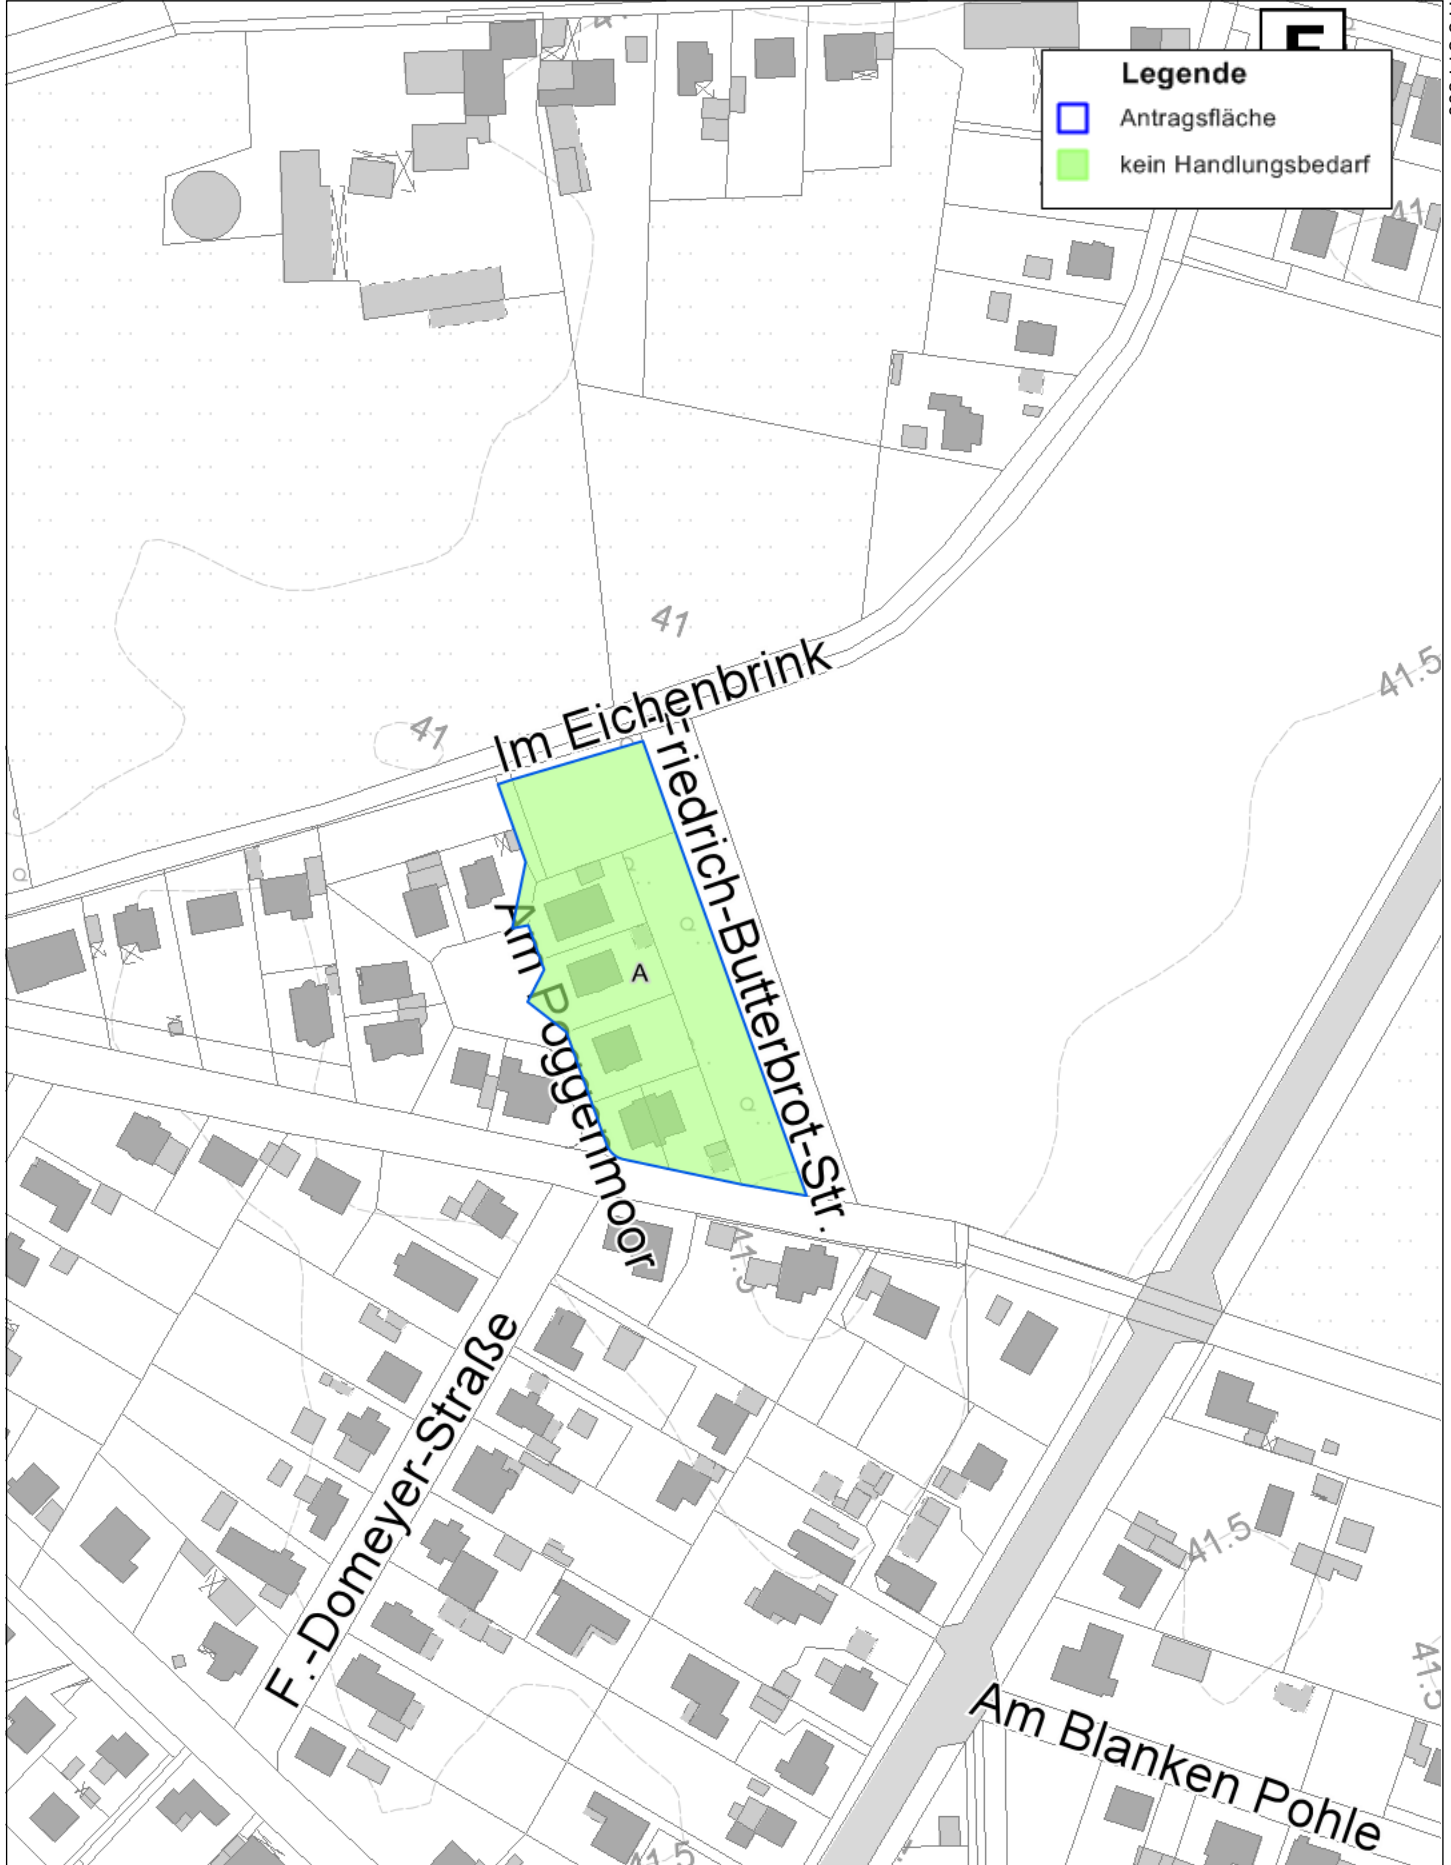 E
Legende
Antragsfläche
kein Handlungsbedarf
41
41
41.5
Im Eichenbrink
41
Friedrich-Butterbrot-Str.
Am Poggenmoor
A
41.5
F.-Domeyer-Straße
41.5
41.5
Am Blanken Pohle
41.5